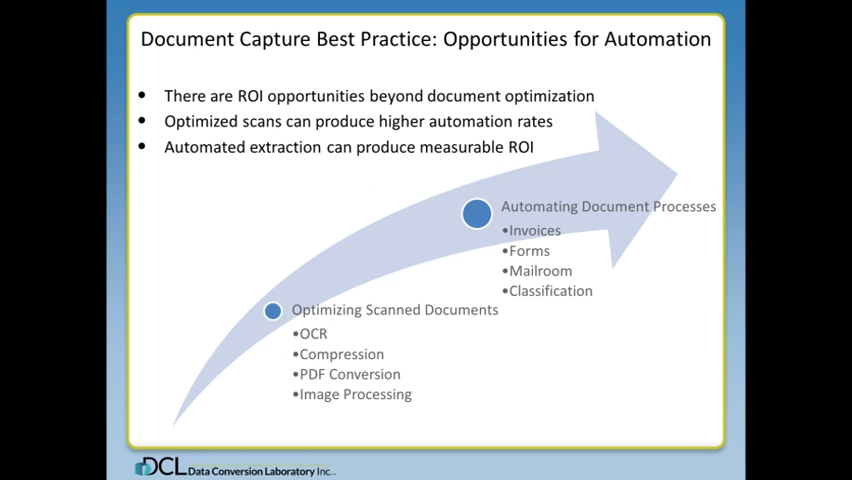 Document Capture Best Practice: Opportunities for Automation
• There are ROI opportunities beyond document optimization
• Optimized scans can produce higher automation rates
• Automated extraction can produce measurable ROI
Automating Document Processes
•Invoices
•Forms
•Mailroom
•Classification
Optimizing Scanned Documents
•OCR
•Compression
•PDF Conversion
•Image Processing
DCL Data Conversion Laboratory Inc.